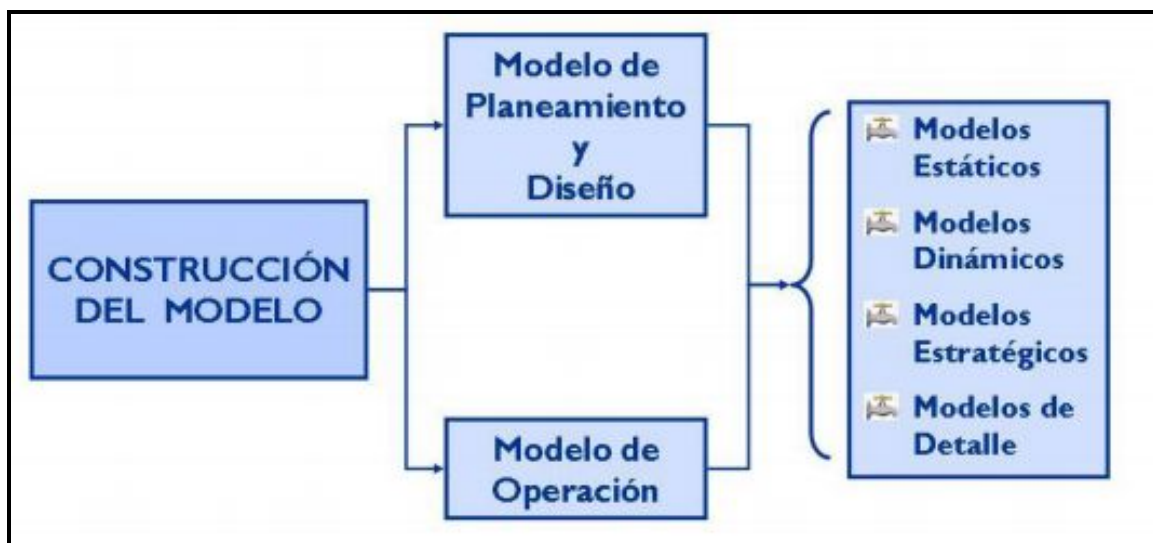 CONSTRUCCIÓN
DEL MODELO
Modelo de
Planeamiento
y
Diseño
Modelo de
Operación
Modelos
Estáticos
Modelos
Dinámicos
Modelos
Estratégicos
Modelos de
Detalle